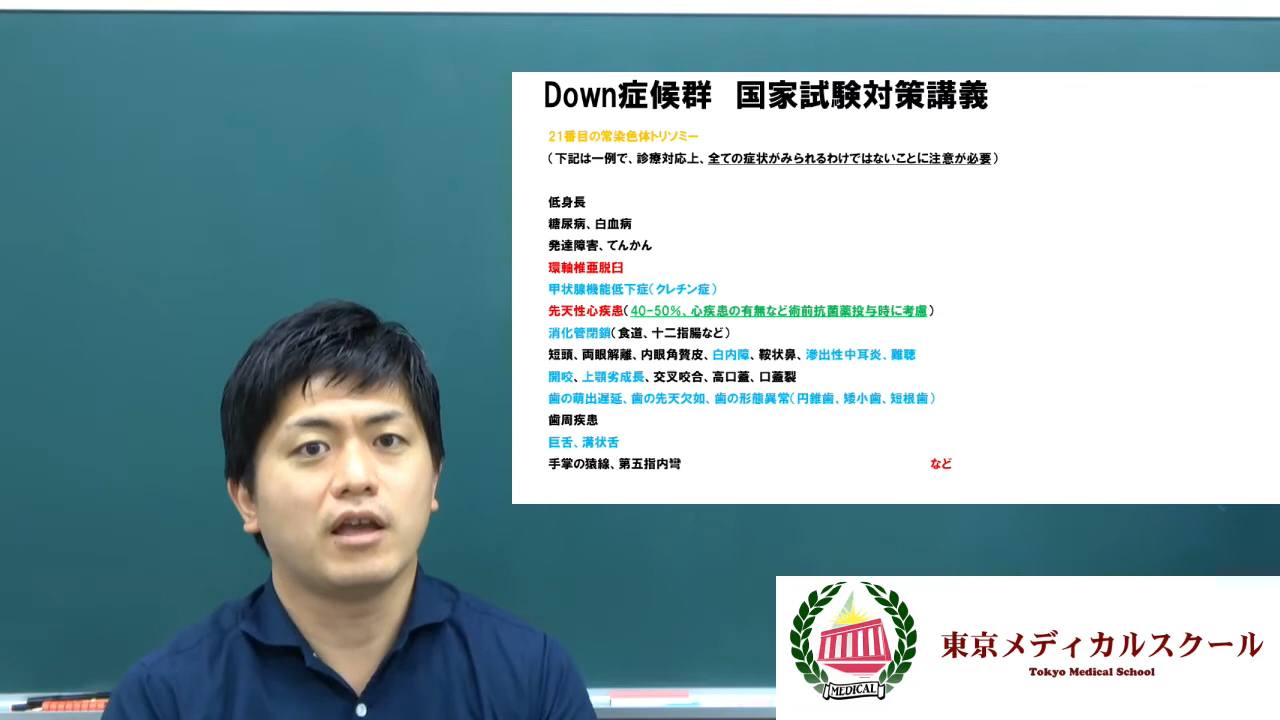 Down症候群　国家試験対策講義
21番目の常染色体トリソミー
（下記は一例で、診療対応上、全ての症状がみられるわけではないことに注意が必要）
低身長
糖尿病、白血病
発達障害、てんかん
環軸椎亜脱臼
甲状腺機能低下症（クレチン症）
先天性心疾患（40-50%、心疾患の有無など術前抗菌薬投与時に考慮）
消化管閉鎖（食道、十二指腸など）
短頭、両眼解離、内眼角贅皮、白内障、鞍状鼻、滲出性中耳炎、難聴
開咬、上顎劣成長、交叉咬合、高口蓋、口蓋裂
歯の萌出遅延、歯の先天欠如、歯の形態異常（円錐歯、矮小歯、短根歯）
歯周疾患
巨舌、溝状舌
手掌の猿線、第五指内彎　など
MEDICAL
東京メディカルスクール
Tokyo Medical School